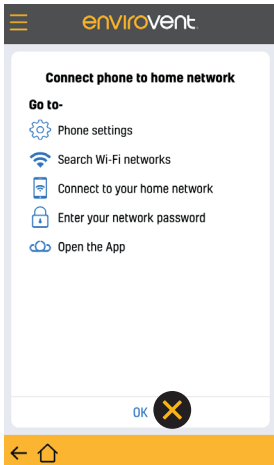 envirovent
Connect phone to home network
Go to-
Phone settings
Search Wi-Fi networks
Connect to your home network
Enter your network password
Open the App
OK